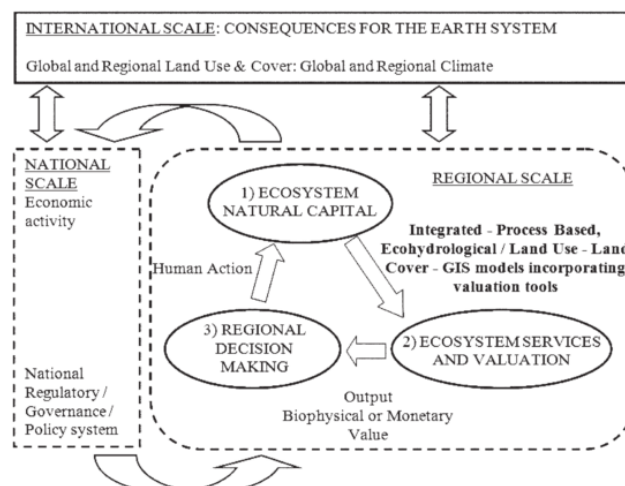 INTERNATIONAL SCALE: CONSEQUENCES FOR THE EARTH SYSTEM
Global and Regional Land Use & Cover: Global and Regional Climate
NATIONAL
SCALE
Economic
activity
National
Regulatory /
Governance /
Policy system
REGIONAL SCALE
1) ECOSYSTEM
NATURAL CAPITAL
Integrated - Process Based,
Ecohydrological / Land Use - Land
Cover - GIS models incorporating
valuation tools
Human Action
3) REGIONAL
DECISION
MAKING
2) ECOSYSTEM SERVICES
AND VALUATION
Output
Biophysical or Monetary
Value